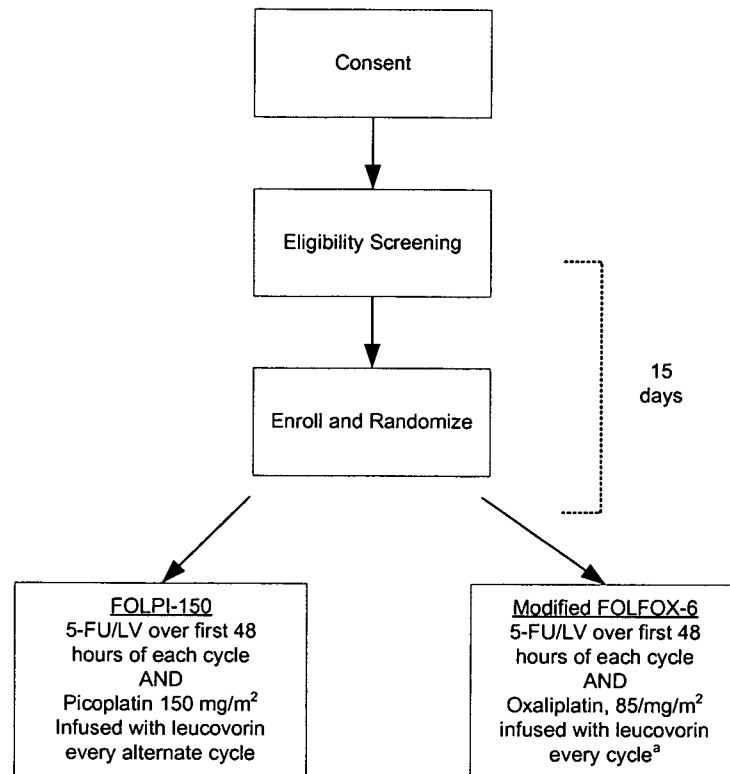 Consent
Eligibility Screening
15
days
Enroll and Randomize
FOLPI-150
5-FU/LV over first 48
hours of each cycle
AND
Picoplatin 150 mg/m²
Infused with leucovorin
every alternate cycle
Modified FOLFOX-6
5-FU/LV over first 48
hours of each cycle
AND
Oxaliplatin, 85/mg/m²
infused with leucovorin
every cycleᵃ